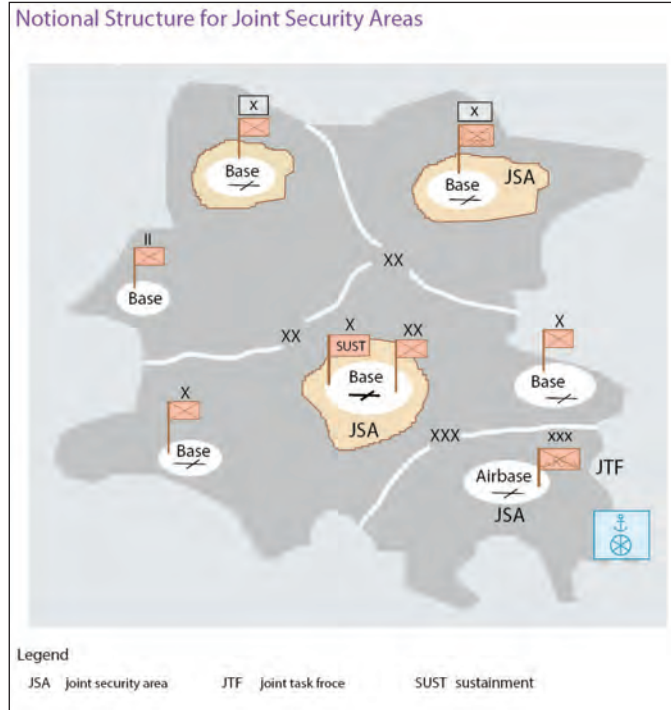 Notional Structure for Joint Security Areas
X
X
Base
Base
JSA
II
Base
XX
XX
X
XX
X
SUST
Base
Base
X
JSA
XXX
XXX
Base
Airbase
JTF
JSA
Legend
JSA joint security area JTF joint task froce SUST sustainment